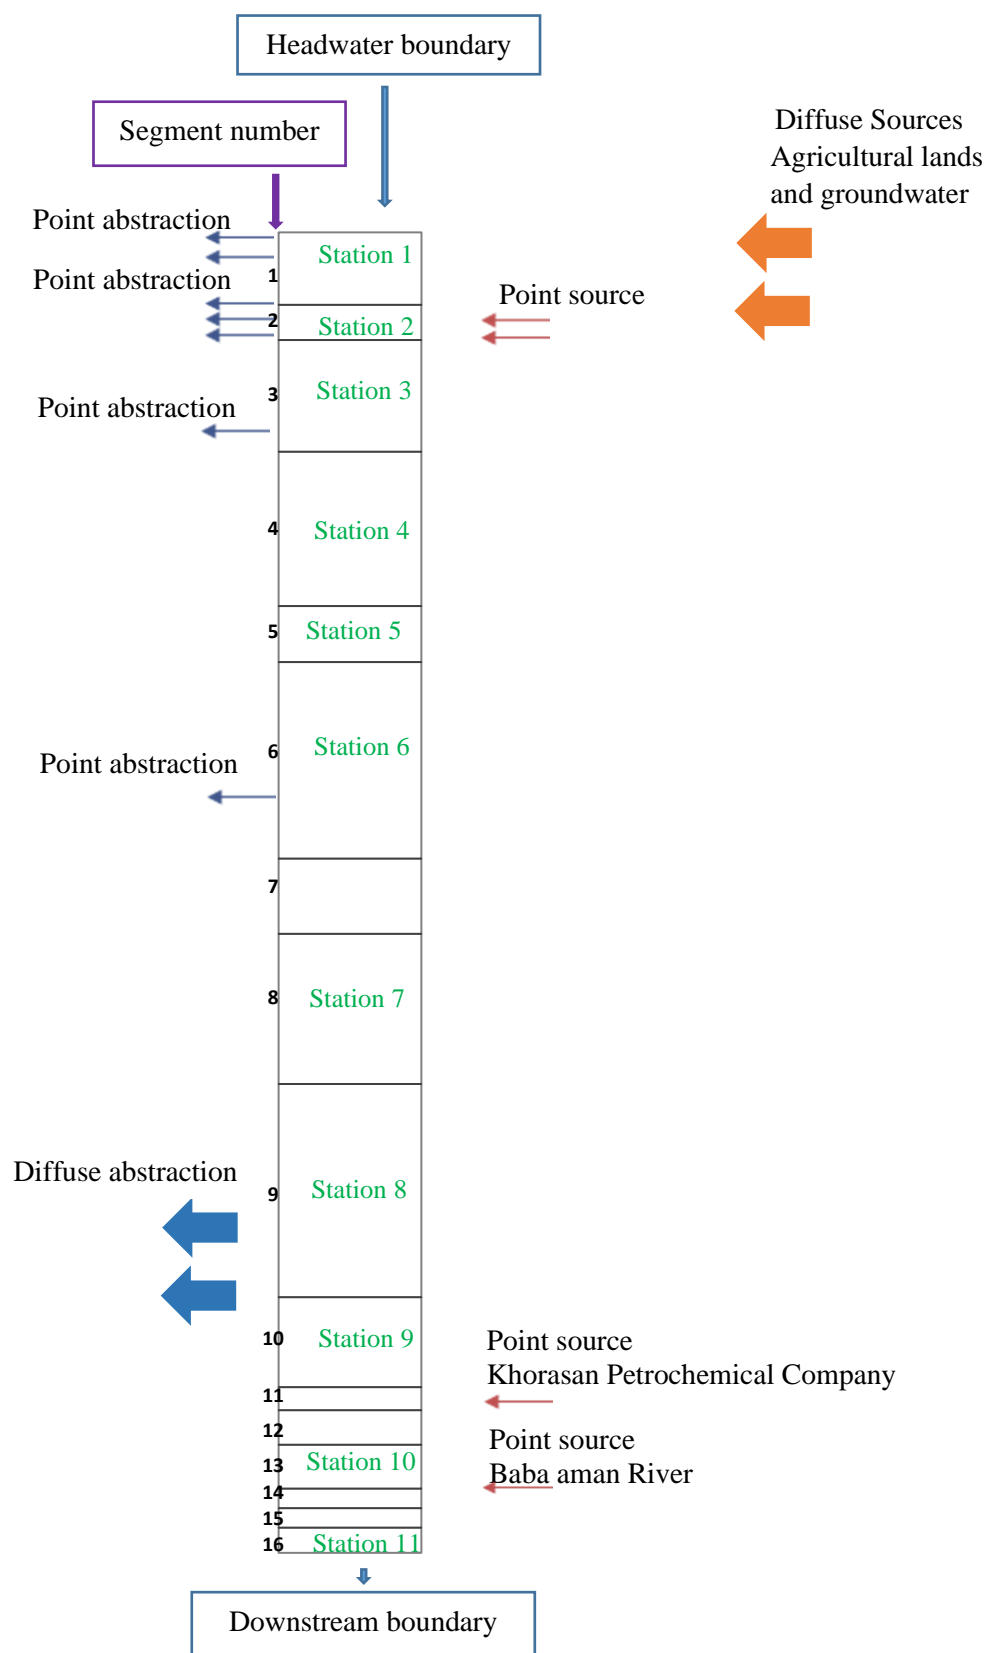 Headwater boundary
Segment number
Diffuse Sources
Agricultural lands
and groundwater
Point abstraction
Station 1
1
Point abstraction
Point source
2
Station 2
3
Station 3
Point abstraction
4
Station 4
5
Station 5
6
Station 6
Point abstraction
7
8
Station 7
Diffuse abstraction
9
Station 8
10
Station 9
Point source
Khorasan Petrochemical Company
11
12
Point source
13
Station 10
Baba aman River
14
15
16
Station 11
Downstream boundary